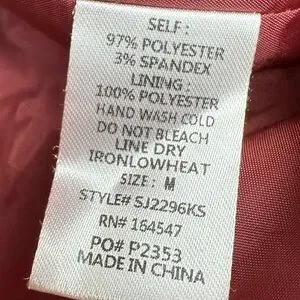 SELF:
97% POLYESTER
3% SPANDEX
LINING:
100% POLYESTER
HAND WASH COLD
DO NOT BLEACH
LINE DRY
IRONLOWHEAT
SIZE: M
STYLE# SJ2296KS
RN# 164547
PO# P2353
MADE IN CHINA